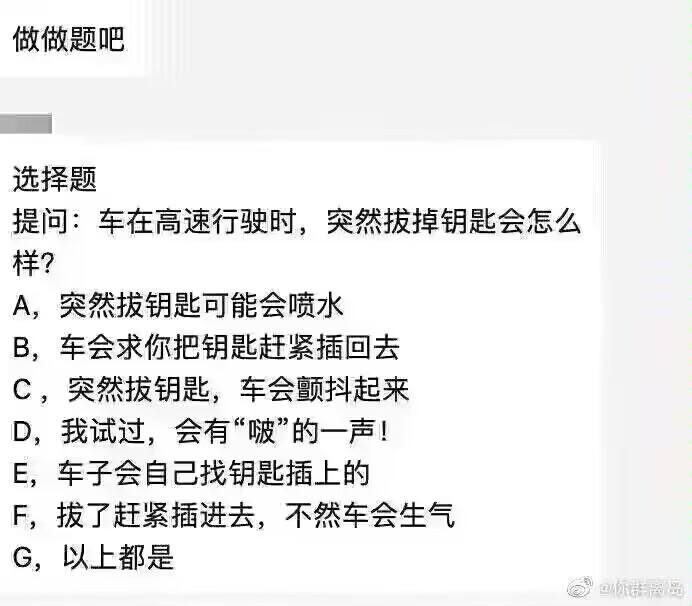 做做题吧
选择题
提问：车在高速行驶时，突然拔掉钥匙会怎么
样？
A，突然拔钥匙可能会喷水
B，车会求你把钥匙赶紧插回去
C ，突然拔钥匙，车会颤抖起来
D，我试过，会有“啵”的一声！
E，车子会自己找钥匙插上的
F，拔了赶紧插进去，不然车会生气
G，以上都是
@你群离岛